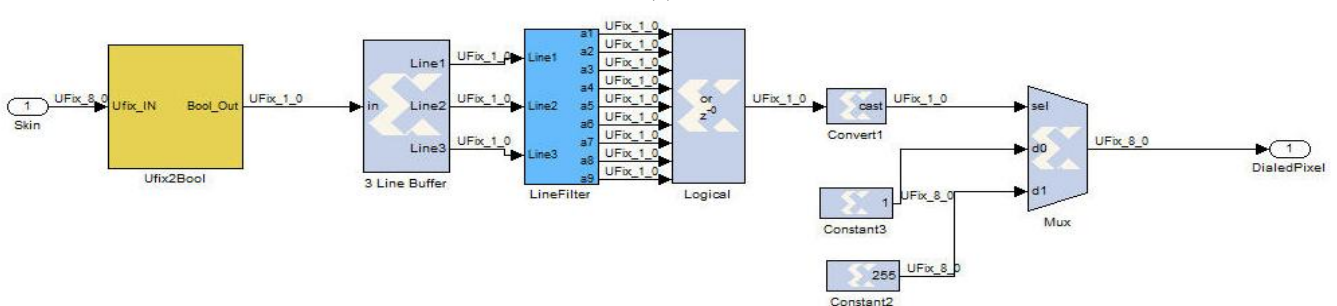 1
Skin
UFix_8_0
Ufix_IN
Bool_Out
Ufix2Bool
UFix_1_0
in
Line1
Line2
Line3
3 Line Buffer
UFix_1_0
UFix_1_0
UFix_1_0
Line1
Line2
Line3
a1
a2
a3
a4
a5
a6
a7
a8
a9
LineFilter
UFix_1_0
UFix_1_0
UFix_1_0
UFix_1_0
UFix_1_0
UFix_1_0
UFix_1_0
UFix_1_0
UFix_1_0
or
z-0
Logical
UFix_1_0
cast
Convert1
UFix_1_0
1
Constant3
UFix_8_0
255
Constant2
UFix_8_0
sel
d0
d1
Mux
UFix_8_0
1
DialedPixel